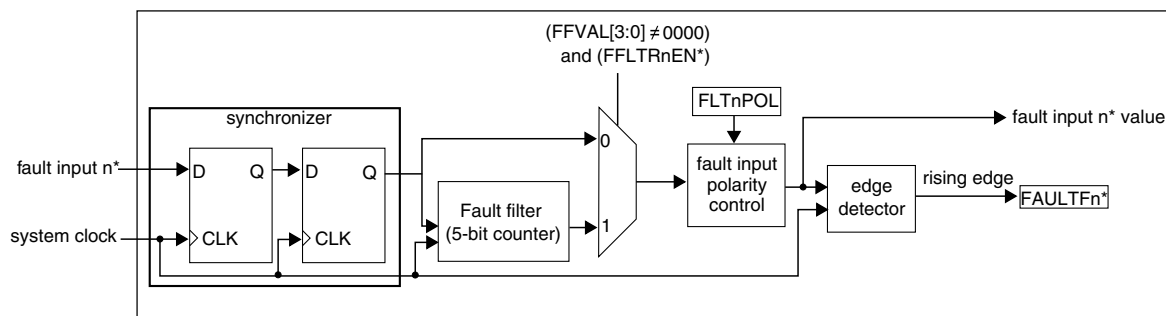 (FFVAL[3:0] ≠ 0000)
and (FFLTRnEN*)
FLTnPOL
synchronizer
fault input n* value
0
fault input n*
D
Q
D
Q
fault input
polarity
control
edge
detector
rising edge
FAULTFn*
Fault filter
(5-bit counter)
1
system clock
CLK
CLK